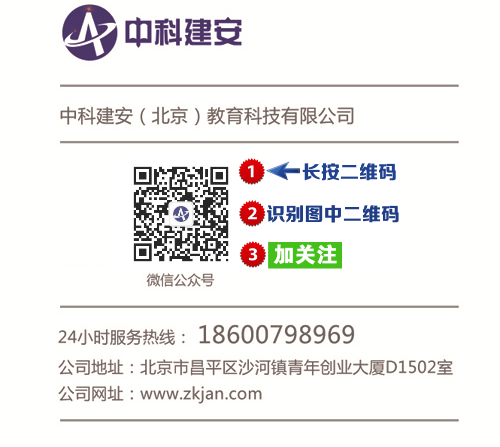 中科建安
中科建安（北京）教育科技有限公司
1 长按二维码
2 识别图中二维码
3 加关注
微信公众号
24小时服务热线： 18600798969
公司地址：北京市昌平区沙河镇青年创业大厦D1502室
公司网址：www.zkjan.com